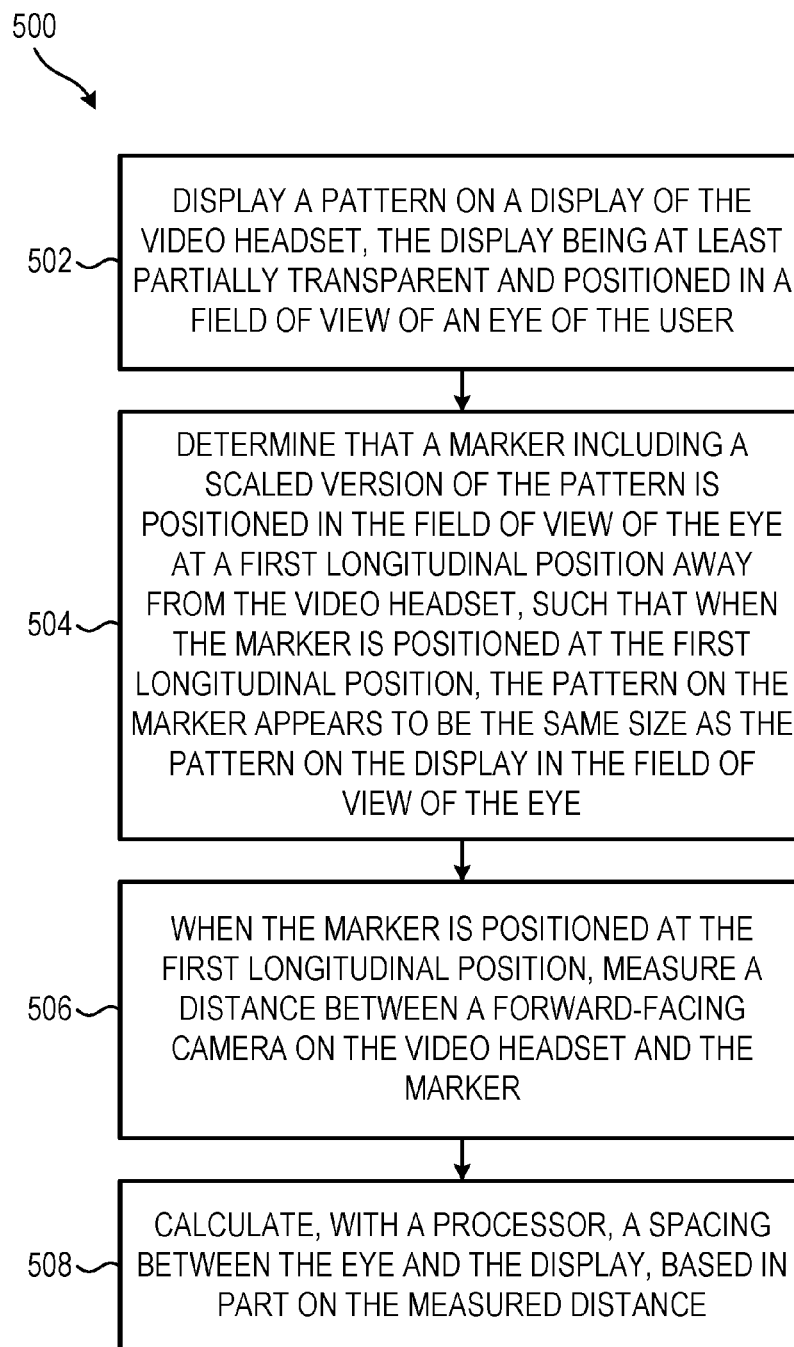 500
502
DISPLAY A PATTERN ON A DISPLAY OF THE
VIDEO HEADSET, THE DISPLAY BEING AT LEAST
PARTIALLY TRANSPARENT AND POSITIONED IN A
FIELD OF VIEW OF AN EYE OF THE USER
504
DETERMINE THAT A MARKER INCLUDING A
SCALED VERSION OF THE PATTERN IS
POSITIONED IN THE FIELD OF VIEW OF THE EYE
AT A FIRST LONGITUDINAL POSITION AWAY
FROM THE VIDEO HEADSET, SUCH THAT WHEN
THE MARKER IS POSITIONED AT THE FIRST
LONGITUDINAL POSITION, THE PATTERN ON THE
MARKER APPEARS TO BE THE SAME SIZE AS THE
PATTERN ON THE DISPLAY IN THE FIELD OF
VIEW OF THE EYE
506
WHEN THE MARKER IS POSITIONED AT THE
FIRST LONGITUDINAL POSITION, MEASURE A
DISTANCE BETWEEN A FORWARD-FACING
CAMERA ON THE VIDEO HEADSET AND THE
MARKER
508
CALCULATE, WITH A PROCESSOR, A SPACING
BETWEEN THE EYE AND THE DISPLAY, BASED IN
PART ON THE MEASURED DISTANCE